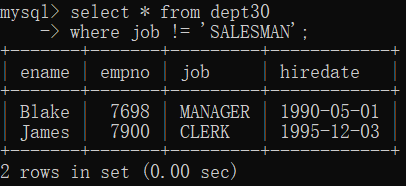 mysql> select * from dept30
    -> where job != 'SALESMAN';
+-------+-------+---------+------------+
| ename | empno | job     | hiredate   |
+-------+-------+---------+------------+
| Blake |  7698 | MANAGER | 1990-05-01 |
| James |  7900 | CLERK   | 1995-12-03 |
+-------+-------+---------+------------+
2 rows in set (0.00 sec)